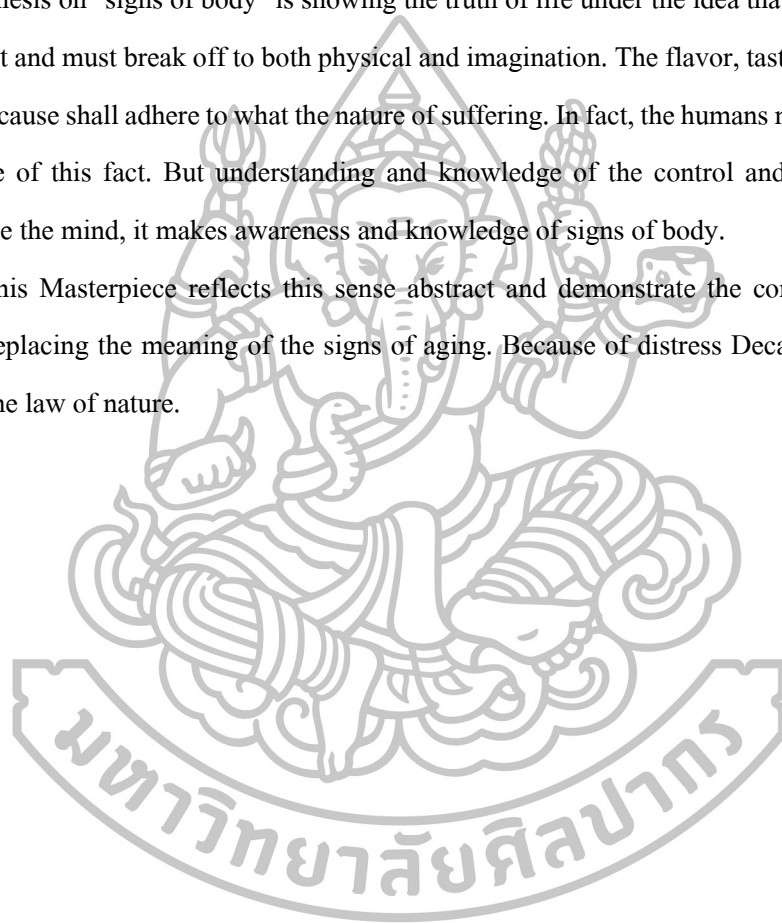 nesis on "signs of body" is showing the truth of life under the idea tha
t and must break off to both physical and imagination. The flavor, tast
cause shall adhere to what the nature of suffering. In fact, the humans
e of this fact. But understanding and knowledge of the control and
e the mind, it makes awareness and knowledge of signs of body.
his Masterpiece reflects this sense abstract and demonstrate the co
eplacing the meaning of the signs of aging. Because of distress Deca
he law of nature.
มหาวิทยาลัยศิลปากร